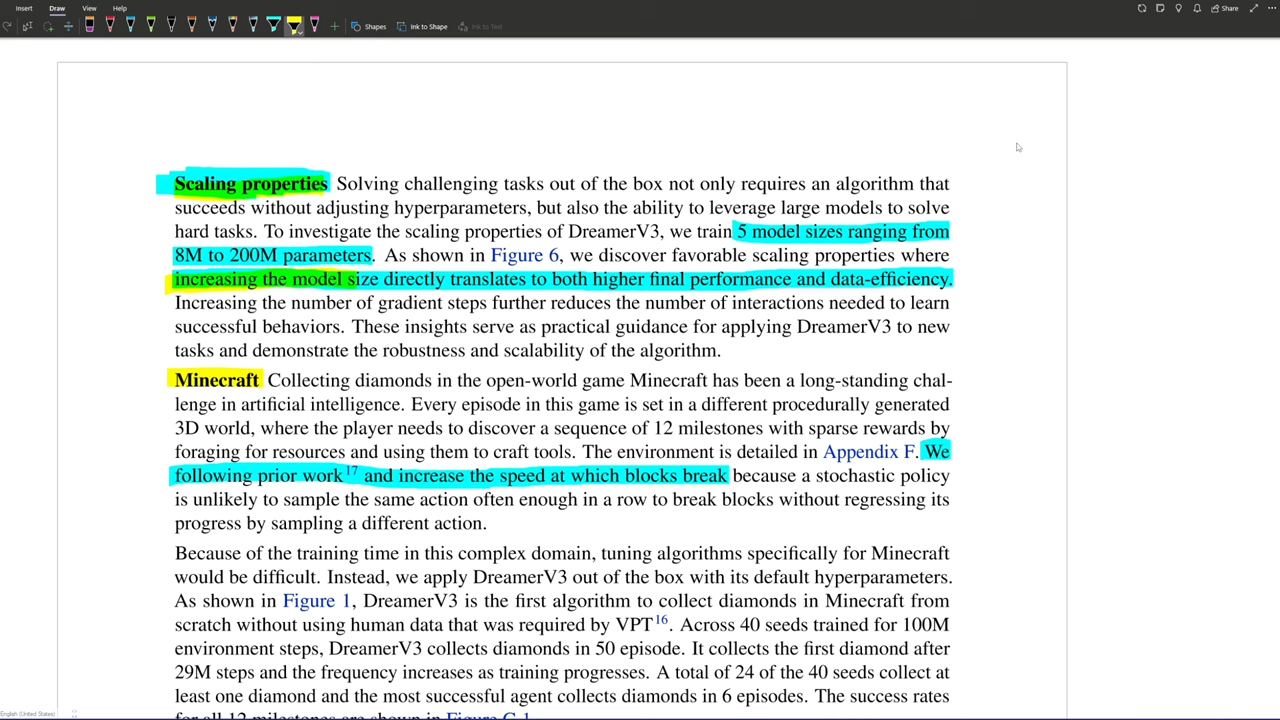 Insert Draw View Help
Shapes Ink to Shape Ink to Text Share
Scaling properties Solving challenging tasks out of the box not only requires an algorithm that
succeeds without adjusting hyperparameters, but also the ability to leverage large models to solve
hard tasks. To investigate the scaling properties of DreamerV3, we train 5 model sizes ranging from
8M to 200M parameters. As shown in Figure 6, we discover favorable scaling properties where
increasing the model size directly translates to both higher final performance and data-efficiency.
Increasing the number of gradient steps further reduces the number of interactions needed to learn
successful behaviors. These insights serve as practical guidance for applying DreamerV3 to new
tasks and demonstrate the robustness and scalability of the algorithm.
Minecraft Collecting diamonds in the open-world game Minecraft has been a long-standing chal-
lenge in artificial intelligence. Every episode in this game is set in a different procedurally generated
3D world, where the player needs to discover a sequence of 12 milestones with sparse rewards by
foraging for resources and using them to craft tools. The environment is detailed in Appendix F. We
following prior work17 and increase the speed at which blocks break because a stochastic policy
is unlikely to sample the same action often enough in a row to break blocks without regressing its
progress by sampling a different action.
Because of the training time in this complex domain, tuning algorithms specifically for Minecraft
would be difficult. Instead, we apply DreamerV3 out of the box with its default hyperparameters.
As shown in Figure 1, DreamerV3 is the first algorithm to collect diamonds in Minecraft from
scratch without using human data that was required by VPT16. Across 40 seeds trained for 100M
environment steps, DreamerV3 collects diamonds in 50 episode. It collects the first diamond after
29M steps and the frequency increases as training progresses. A total of 24 of the 40 seeds collect at
least one diamond and the most successful agent collects diamonds in 6 episodes. The success rates
for all 12 milestones are shown in Figure G.1.
English (United States)